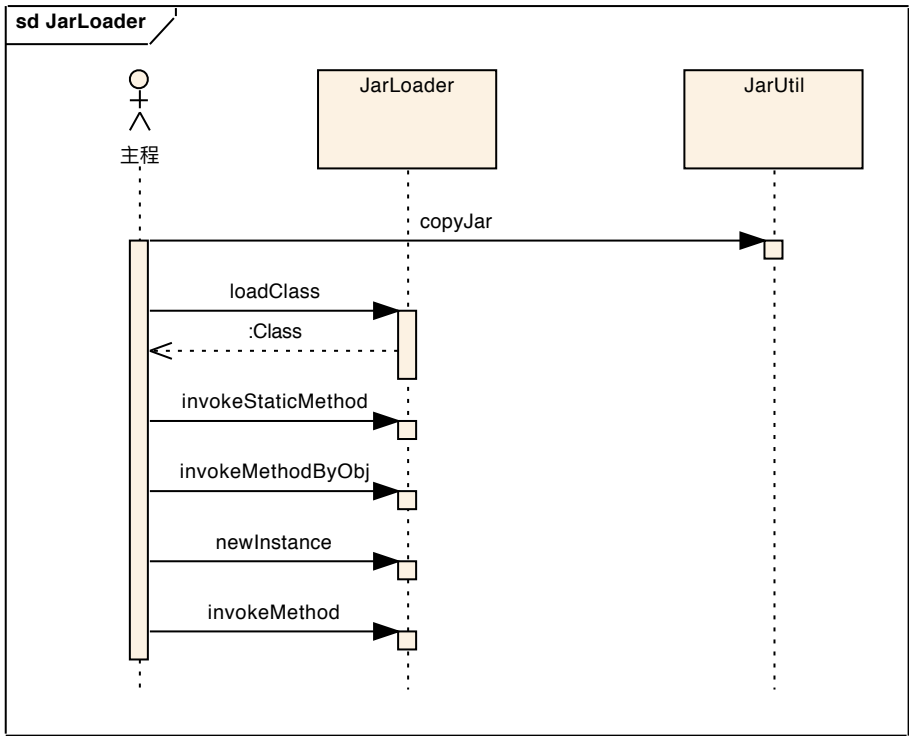 sd JarLoader
JarLoader
JarUtil
主程
copyJar
loadClass
:Class
invokeStaticMethod
invokeMethodByObj
newInstance
invokeMethod